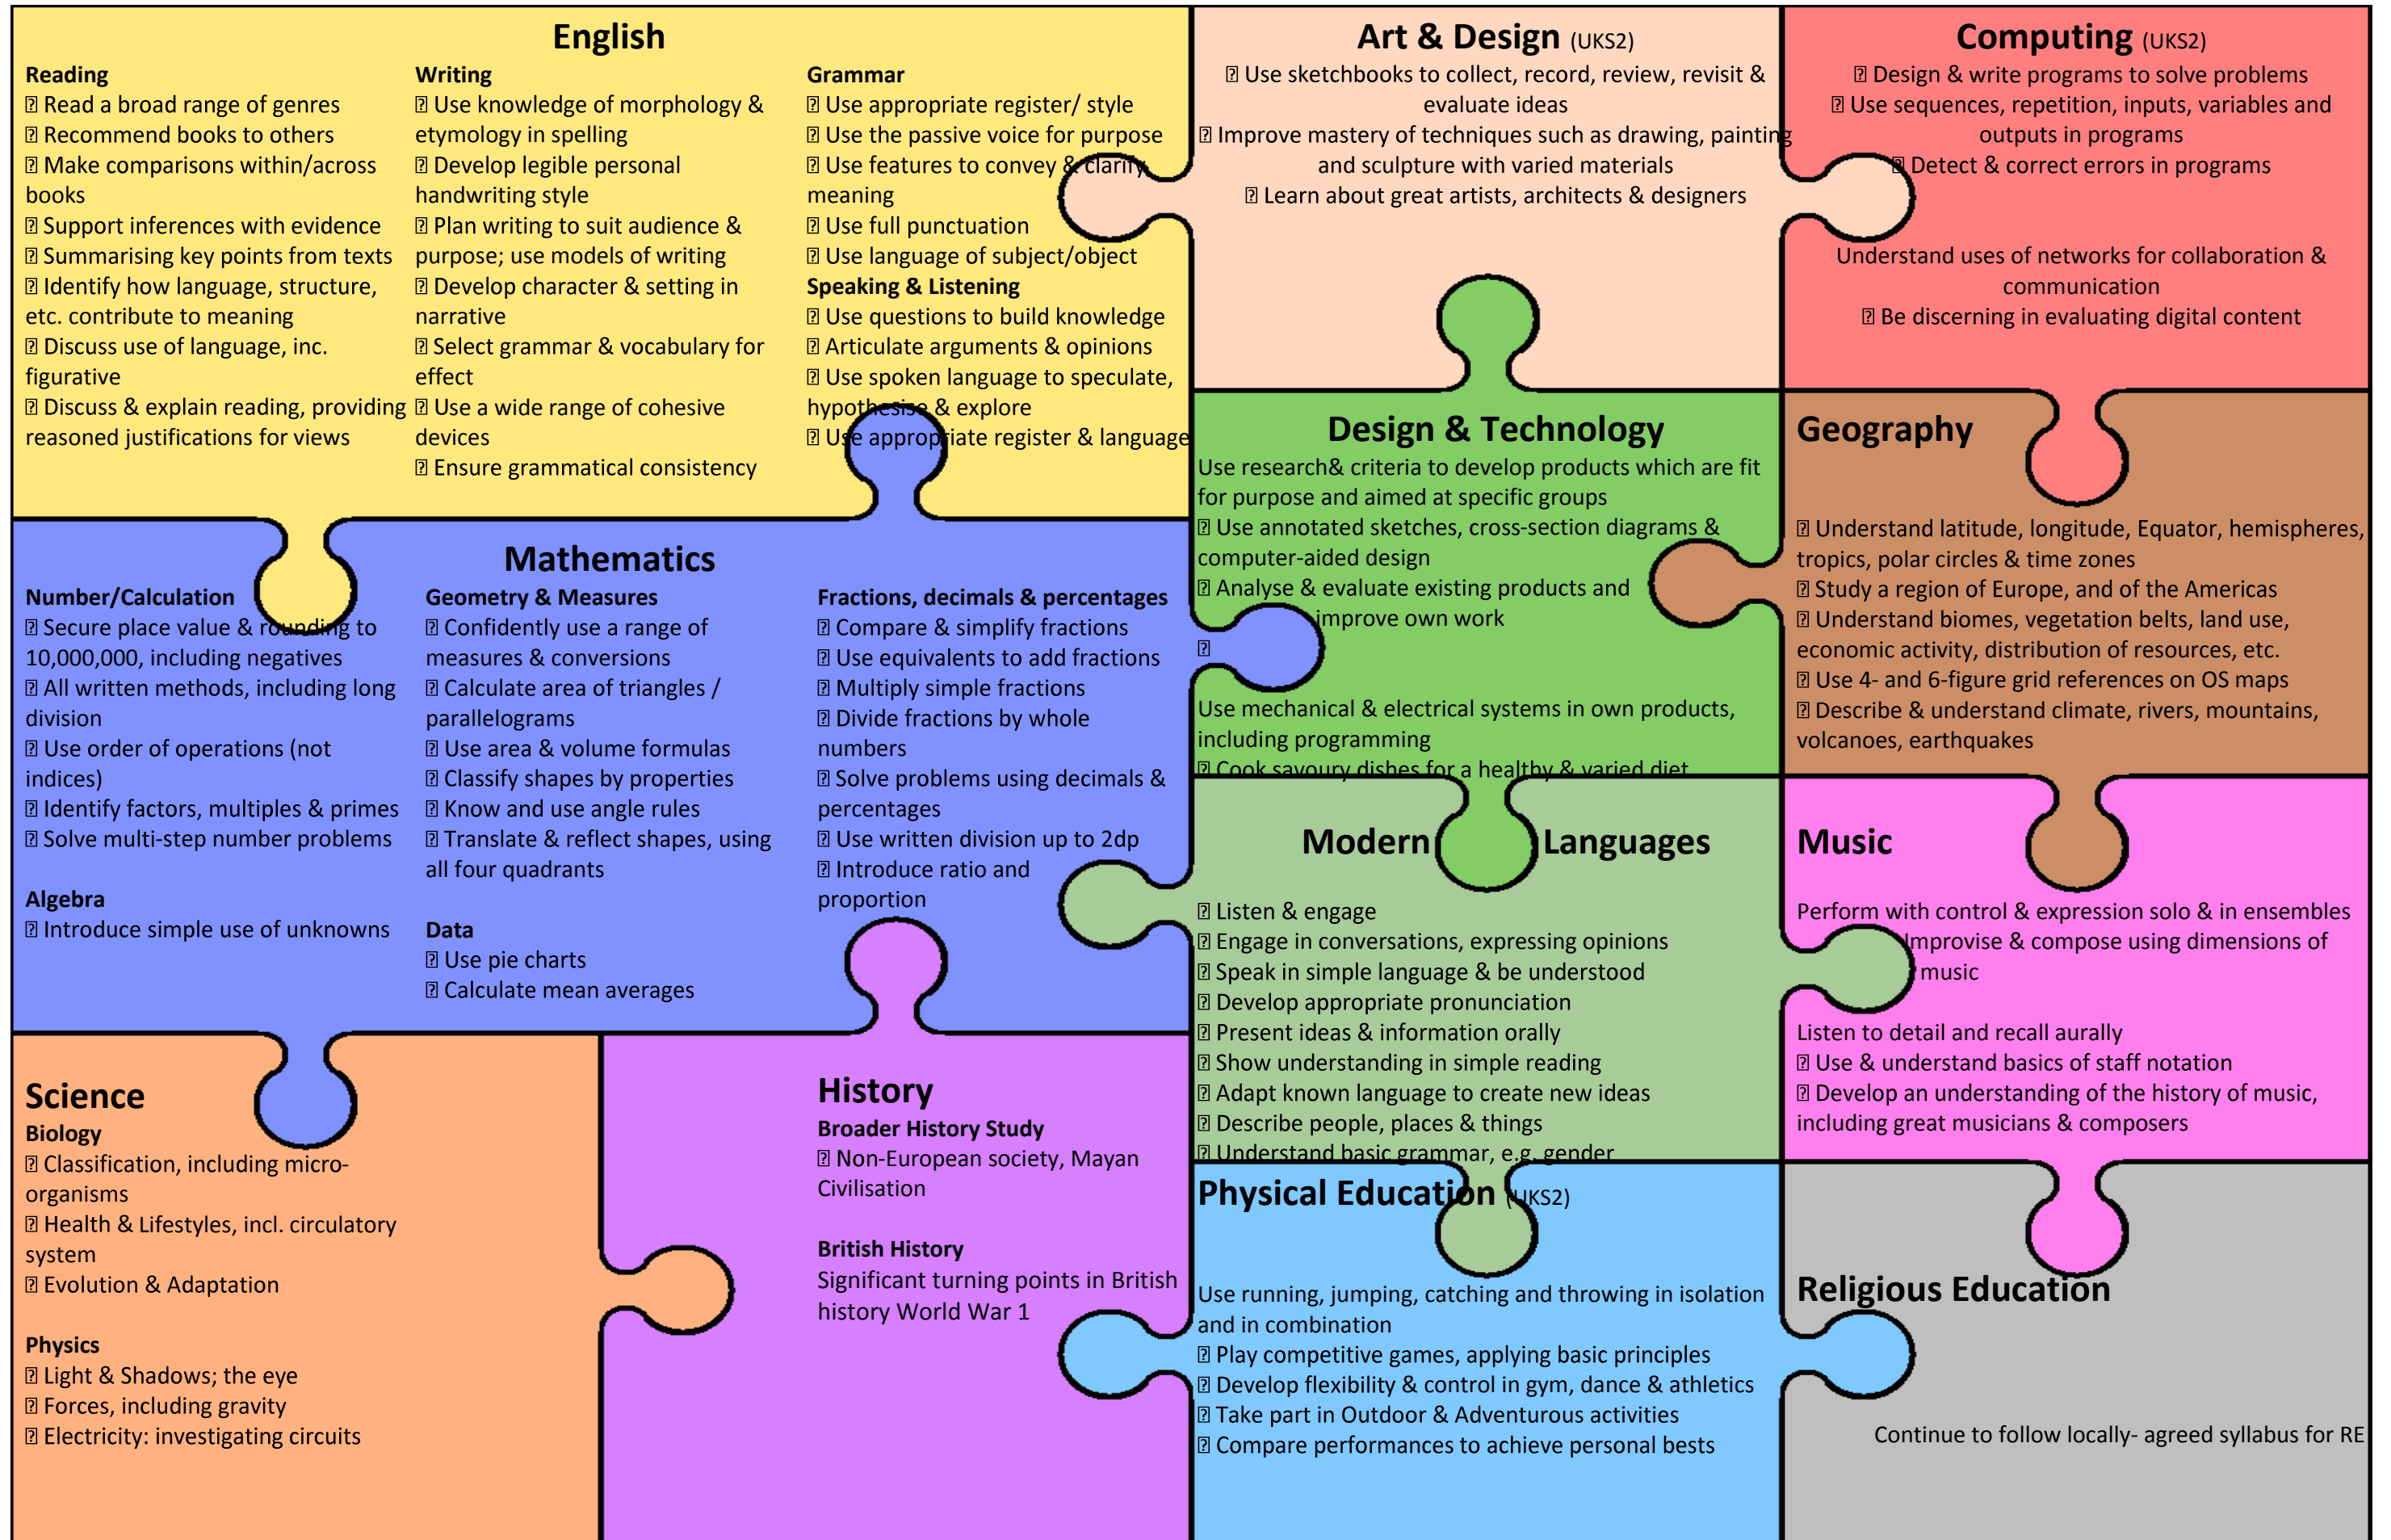 English
Reading
⍰ Read a broad range of genres
⍰ Recommend books to others
⍰ Make comparisons within/across
books
⍰ Support inferences with evidence
⍰ Summarising key points from texts
⍰ Identify how language, structure,
etc. contribute to meaning
⍰ Discuss use of language, inc.
figurative
⍰ Discuss & explain reading, providing
reasoned justifications for views
Writing
⍰ Use knowledge of morphology &
etymology in spelling
⍰ Develop legible personal
handwriting style
⍰ Plan writing to suit audience &
purpose; use models of writing
⍰ Develop character & setting in
narrative
⍰ Select grammar & vocabulary for
effect
⍰ Use a wide range of cohesive
devices
⍰ Ensure grammatical consistency
Grammar
⍰ Use appropriate register/ style
⍰ Use the passive voice for purpose
⍰ Use features to convey & clarify
meaning
⍰ Use full punctuation
⍰ Use language of subject/object
Speaking & Listening
⍰ Use questions to build knowledge
⍰ Articulate arguments & opinions
⍰ Use spoken language to speculate,
hypothesise & explore
⍰ Use appropriate register & language
Art & Design (UKS2)
⍰ Use sketchbooks to collect, record, review, revisit &
evaluate ideas
⍰ Improve mastery of techniques such as drawing, painting
and sculpture with varied materials
⍰ Learn about great artists, architects & designers
Computing (UKS2)
⍰ Design & write programs to solve problems
⍰ Use sequences, repetition, inputs, variables and
outputs in programs
⍰ Detect & correct errors in programs
Understand uses of networks for collaboration &
communication
⍰ Be discerning in evaluating digital content
Design & Technology
Use research& criteria to develop products which are fit
for purpose and aimed at specific groups
⍰ Use annotated sketches, cross-section diagrams &
computer-aided design
⍰ Analyse & evaluate existing products and
improve own work
⍰
Use mechanical & electrical systems in own products,
including programming
⍰ Cook savoury dishes for a healthy & varied diet
Geography
⍰ Understand latitude, longitude, Equator, hemispheres,
tropics, polar circles & time zones
⍰ Study a region of Europe, and of the Americas
⍰ Understand biomes, vegetation belts, land use,
economic activity, distribution of resources, etc.
⍰ Use 4- and 6-figure grid references on OS maps
⍰ Describe & understand climate, rivers, mountains,
volcanoes, earthquakes
Mathematics
Number/Calculation
⍰ Secure place value & rounding to
10,000,000, including negatives
⍰ All written methods, including long
division
⍰ Use order of operations (not
indices)
⍰ Identify factors, multiples & primes
⍰ Solve multi-step number problems
Algebra
⍰ Introduce simple use of unknowns
Geometry & Measures
⍰ Confidently use a range of
measures & conversions
⍰ Calculate area of triangles /
parallelograms
⍰ Use area & volume formulas
⍰ Classify shapes by properties
⍰ Know and use angle rules
⍰ Translate & reflect shapes, using
all four quadrants
Data
⍰ Use pie charts
⍰ Calculate mean averages
Fractions, decimals & percentages
⍰ Compare & simplify fractions
⍰ Use equivalents to add fractions
⍰ Multiply simple fractions
⍰ Divide fractions by whole
numbers
⍰ Solve problems using decimals &
percentages
⍰ Use written division up to 2dp
⍰ Introduce ratio and
proportion
Modern Languages
⍰ Listen & engage
⍰ Engage in conversations, expressing opinions
⍰ Speak in simple language & be understood
⍰ Develop appropriate pronunciation
⍰ Present ideas & information orally
⍰ Show understanding in simple reading
⍰ Adapt known language to create new ideas
⍰ Describe people, places & things
⍰ Understand basic grammar, e.g. gender
Music
Perform with control & expression solo & in ensembles
Improvise & compose using dimensions of
music
Listen to detail and recall aurally
⍰ Use & understand basics of staff notation
⍰ Develop an understanding of the history of music,
including great musicians & composers
Science
Biology
⍰ Classification, including micro-
organisms
⍰ Health & Lifestyles, incl. circulatory
system
⍰ Evolution & Adaptation
Physics
⍰ Light & Shadows; the eye
⍰ Forces, including gravity
⍰ Electricity: investigating circuits
History
Broader History Study
⍰ Non-European society, Mayan
Civilisation
British History
Significant turning points in British
history World War 1
Physical Education (UKS2)
Use running, jumping, catching and throwing in isolation
and in combination
⍰ Play competitive games, applying basic principles
⍰ Develop flexibility & control in gym, dance & athletics
⍰ Take part in Outdoor & Adventurous activities
⍰ Compare performances to achieve personal bests
Religious Education
Continue to follow locally- agreed syllabus for RE